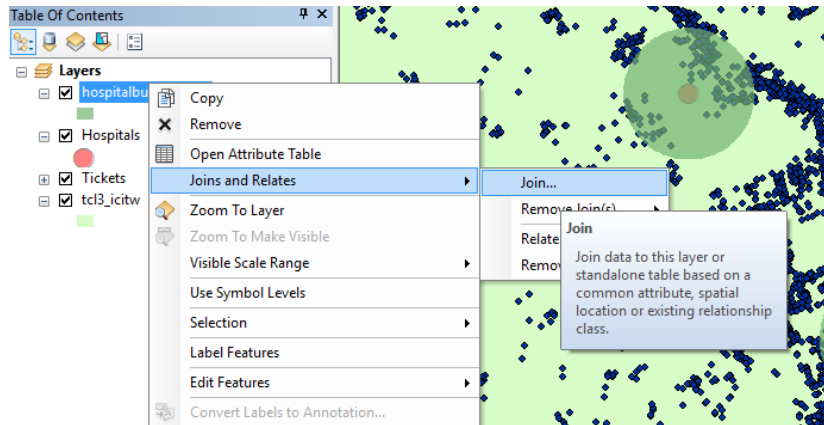 Table Of Contents
Layers
hospitalbu
Hospitals
Tickets
tcl3_icitw
Copy
Remove
Open Attribute Table
Joins and Relates
Zoom To Layer
Zoom To Make Visible
Visible Scale Range
Use Symbol Levels
Selection
Label Features
Edit Features
Convert Labels to Annotation...
Join...
Remove Join(s)
Relate
Remov
Join
Join data to this layer or
standalone table based on a
common attribute, spatial
location or existing relationship
class.